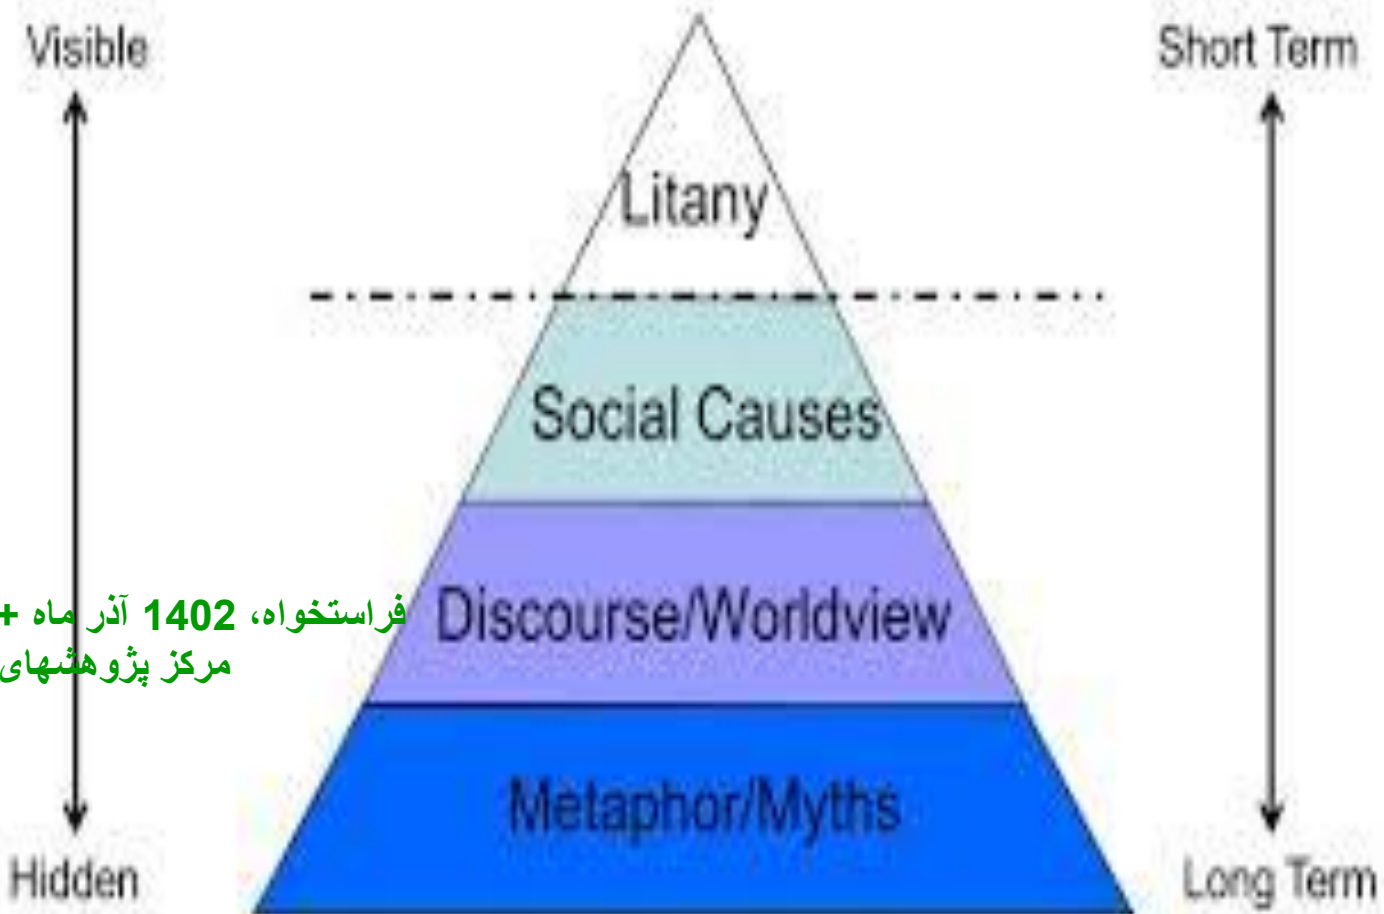 Visible
Short Term
Litany
Social Causes
فراستخواه، 1402 آذر ماه +
مرکز پژوهشهای
Discourse/Worldview
Metaphor/Myths
Hidden
Long Term